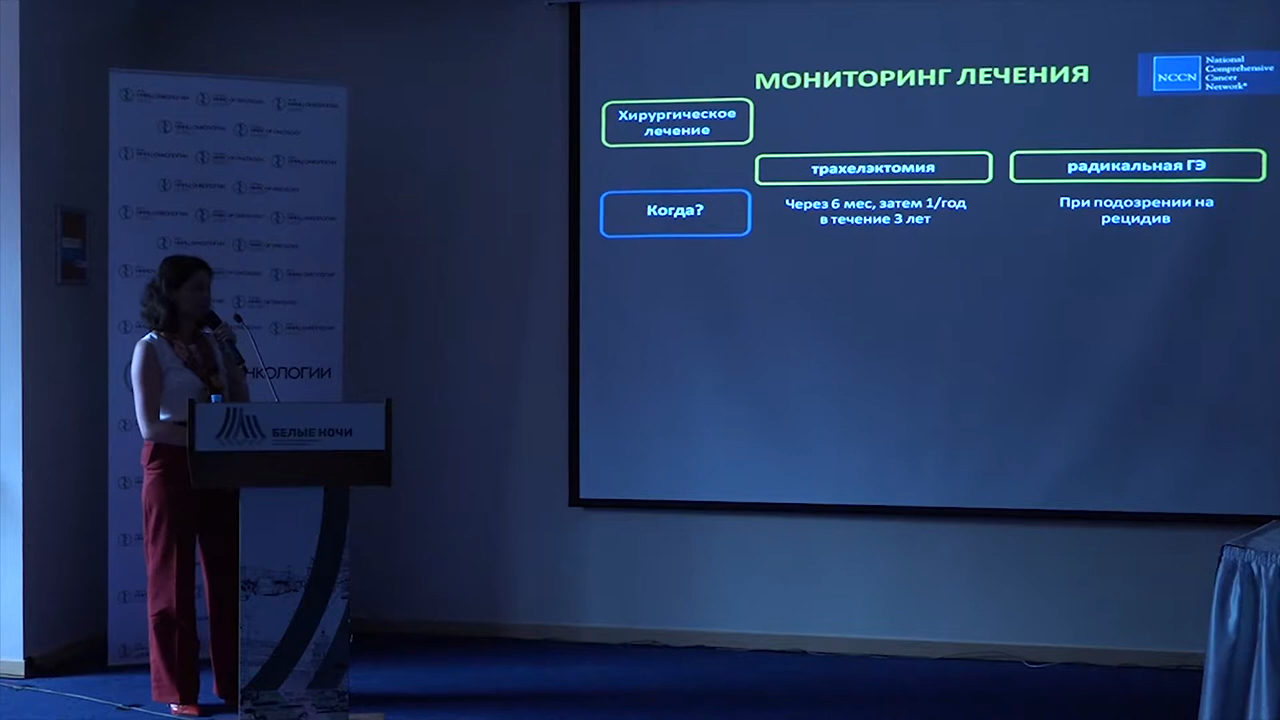 МОНИТОРИНГ ЛЕЧЕНИЯ
NCCN
National
Comprehensive
Cancer
Network®
Хирургическое
лечение
трахелэктомия
радикальная ГЭ
Когда?
Через 6 мес, затем 1/год
в течение 3 лет
При подозрении на
рецидив
НКОЛОГИИ
БЕЛЫЕ НОЧИ